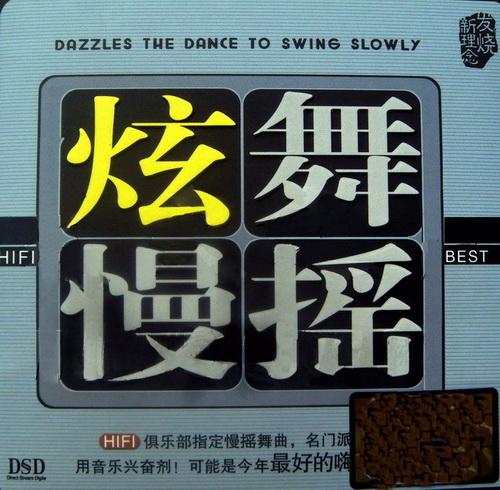 DAZZLES THE DANCE TO SWING SLOWLY
发烧
新理念
炫舞
慢摇
HIFI
BEST
HIFI 俱乐部指定慢摇舞曲，名门派
用音乐兴奋剂！可能是今年最好的嗨
DSD
Direct Stream Digital